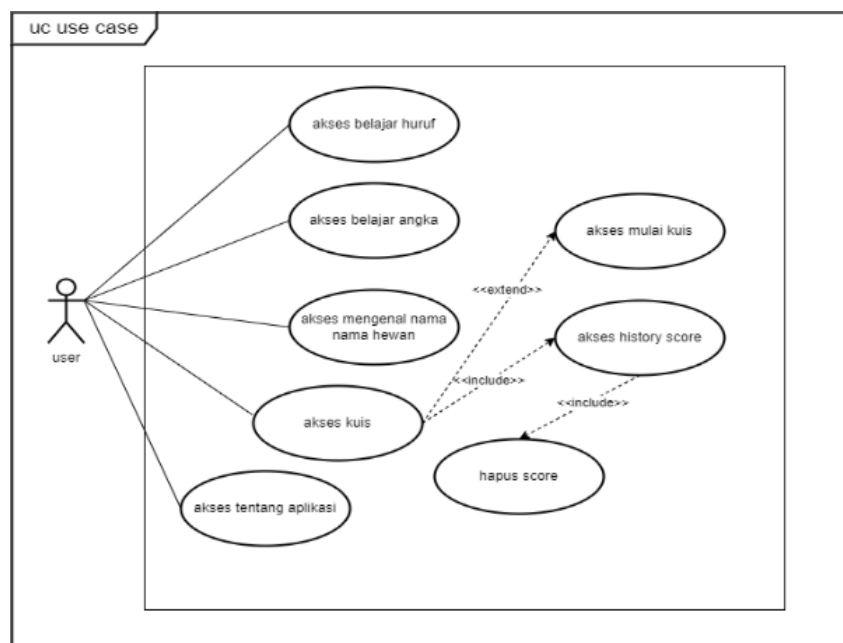 uc use case
akses belajar huruf
akses belajar angka
akses mulai kuis
<<extend>>
akses mengenal nama
nama hewan
akses history score
user
<<include>>
<<include>>
akses kuis
hapus score
akses tentang aplikasi